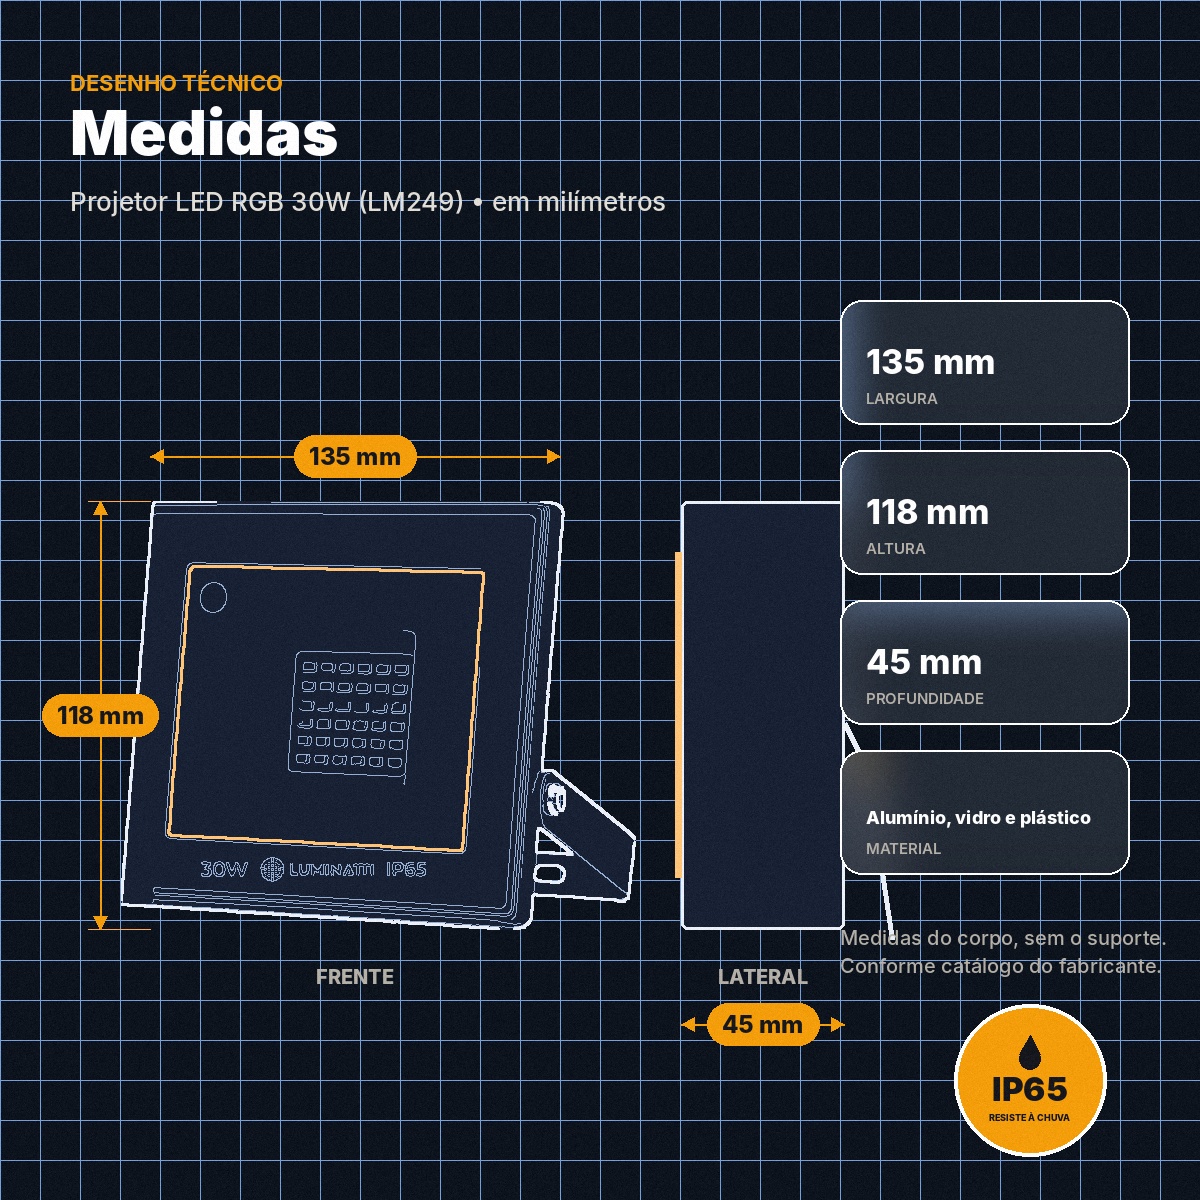 DESENHO TÉCNICO
Medidas
Projetor LED RGB 30W (LM249) • em milímetros
135 mm
LARGURA
135 mm
118 mm
ALTURA
118 mm
45 mm
PROFUNDIDADE
Alumínio, vidro e plástico
MATERIAL
30W LUMINATTI IP65
Medidas do corpo, sem o suporte.
Conforme catálogo do fabricante.
FRENTE
LATERAL
45 mm
IP65
RESISTE À CHUVA